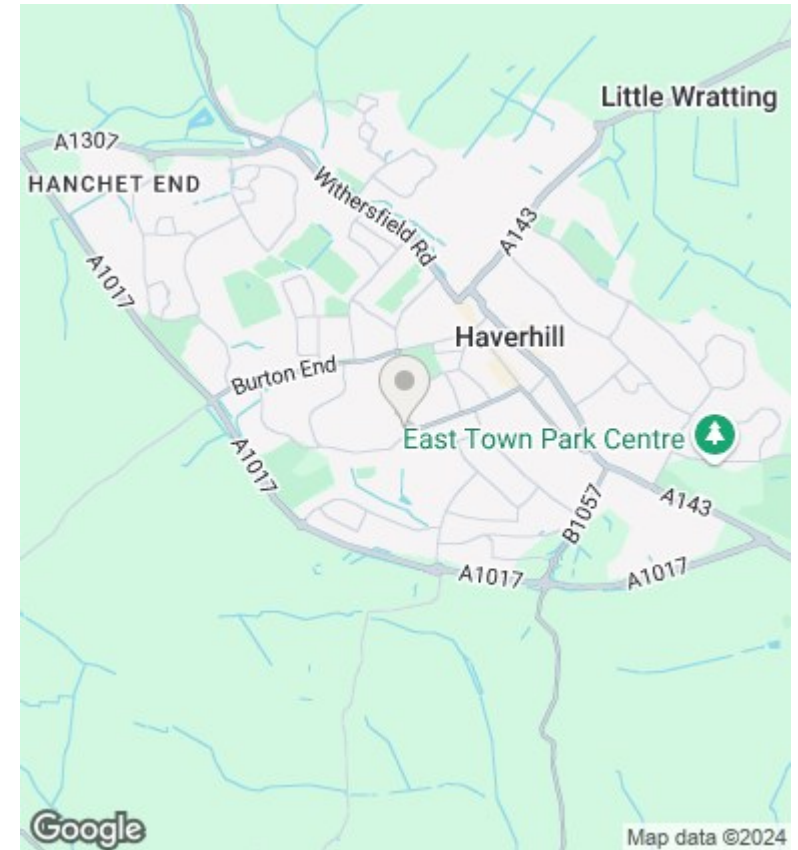 Little Wratting
A1307
HANCHET END
Withersfield Rd
A143
A1017
Haverhill
Burton End
East Town Park Centre
A1017
A143
B1057
A1017
A1017
Google
Map data ©2024